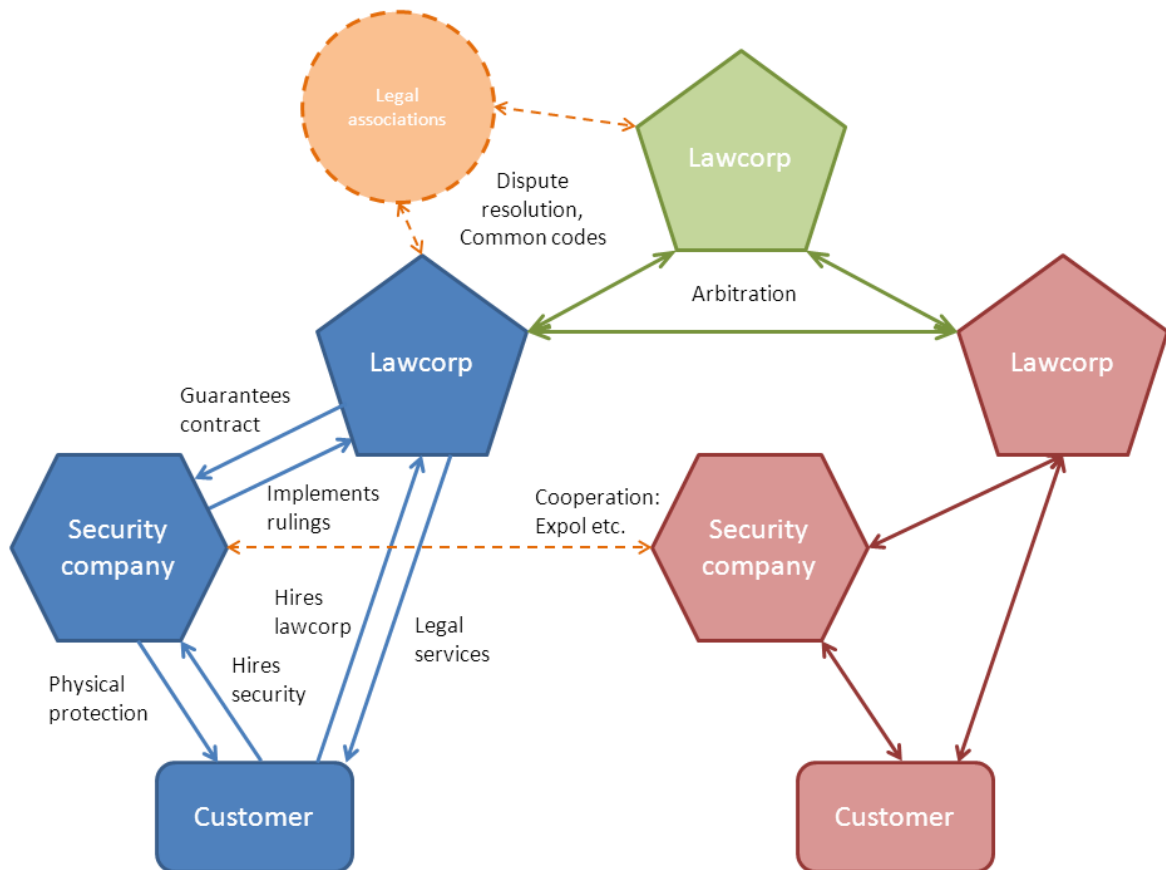 Legal
associations
Lawcorp
Dispute
resolution,
Common codes
Arbitration
Lawcorp
Lawcorp
Guarantees
contract
Implements
rulings
Cooperation:
Expol etc.
Security
company
Security
company
Hires
lawcorp
Legal
services
Hires
security
Physical
protection
Customer
Customer